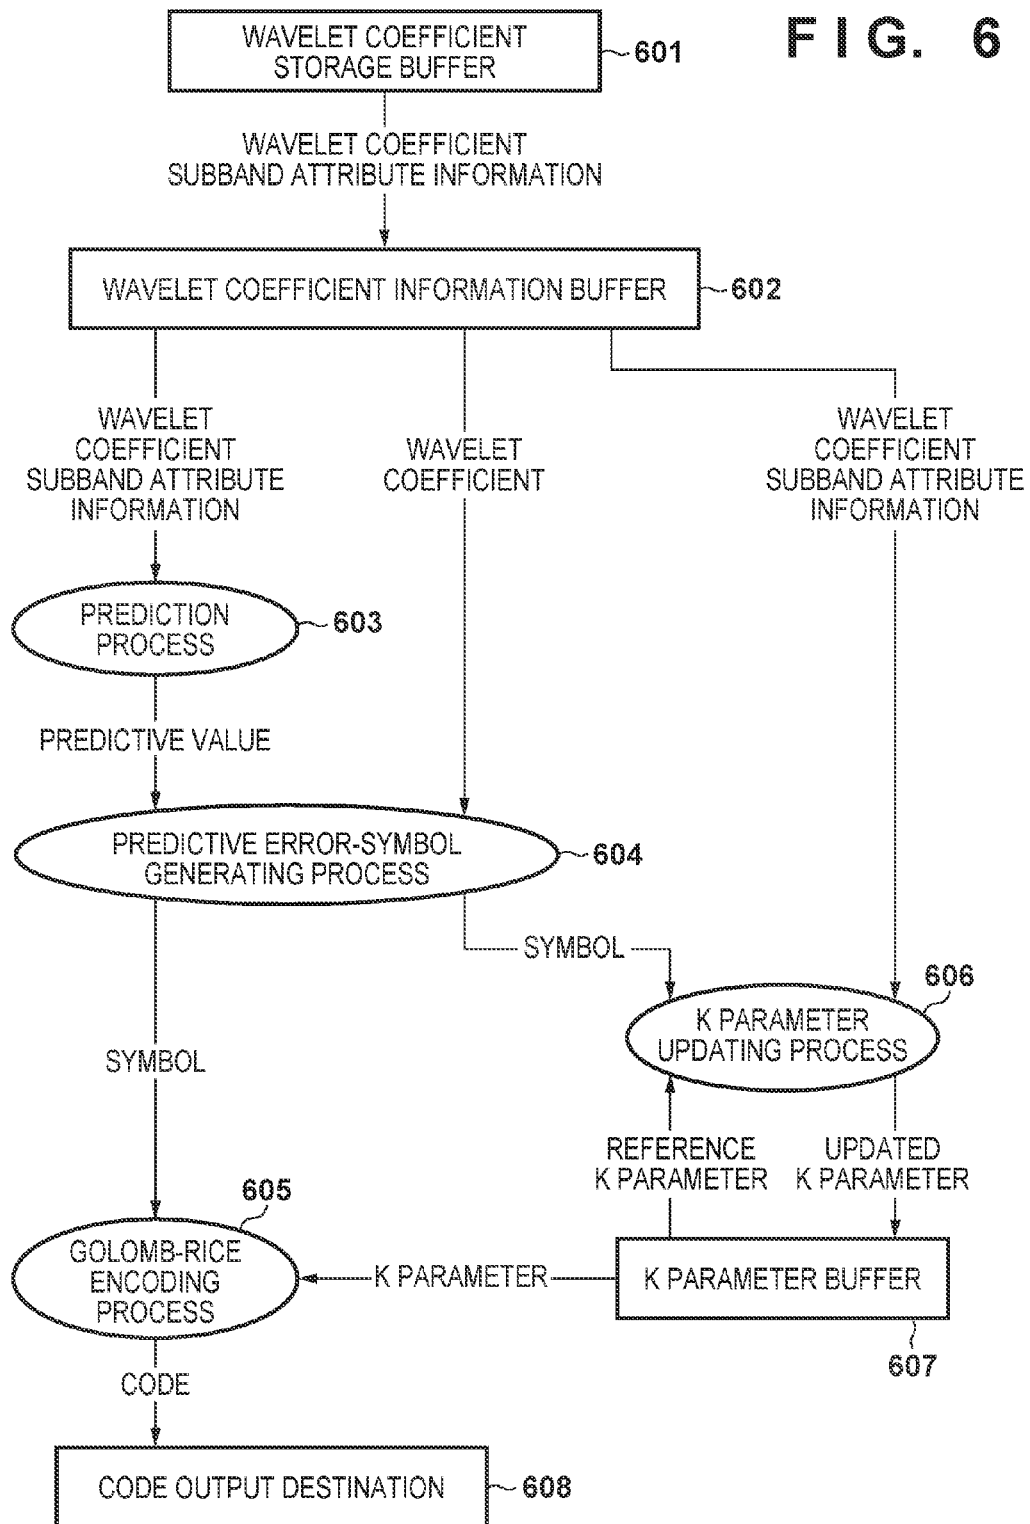 FIG. 6
WAVELET COEFFICIENT
STORAGE BUFFER
601
WAVELET COEFFICIENT
SUBBAND ATTRIBUTE INFORMATION
WAVELET COEFFICIENT INFORMATION BUFFER
602
WAVELET
COEFFICIENT
SUBBAND ATTRIBUTE
INFORMATION
WAVELET
COEFFICIENT
WAVELET
COEFFICIENT
SUBBAND ATTRIBUTE
INFORMATION
PREDICTION
PROCESS
603
PREDICTIVE VALUE
PREDICTIVE ERROR-SYMBOL
GENERATING PROCESS
604
SYMBOL
606
K PARAMETER
UPDATING PROCESS
SYMBOL
REFERENCE
K PARAMETER
UPDATED
K PARAMETER
605
GOLOMB-RICE
ENCODING
PROCESS
K PARAMETER
K PARAMETER BUFFER
607
CODE
CODE OUTPUT DESTINATION
608